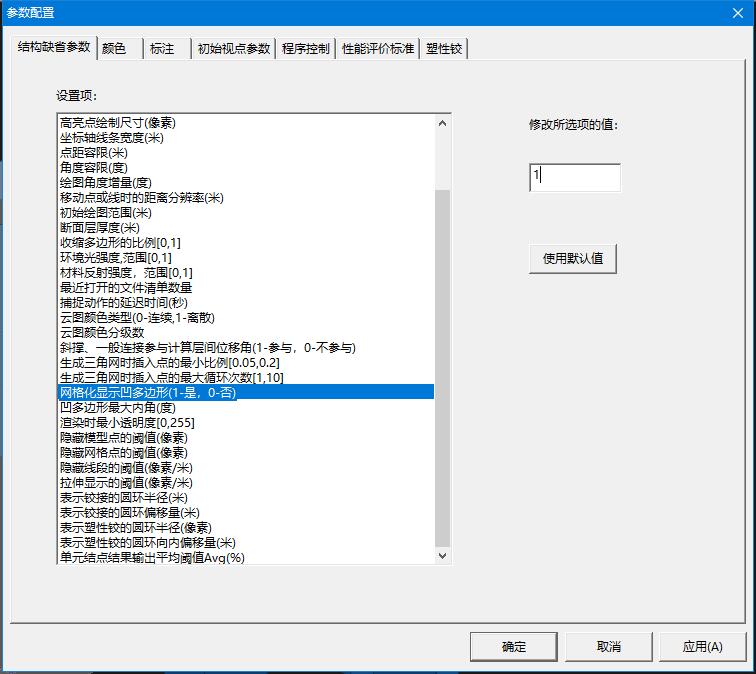 参数配置
结构缺省参数 颜色 标注 初始视点参数 程序控制 性能评价标准 塑性铰
设置项:
高亮点绘制尺寸(像素)
坐标轴线条宽度(米)
点距容限(米)
角度容限(度)
绘图角度增量(度)
移动点或线时的距离分辨率(米)
初始绘图范围(米)
断面层厚度(米)
收缩多边形的比例[0,1]
环境光强度,范围[0,1]
材料反射强度，范围[0,1]
最近打开的文件清单数量
捕捉动作的延迟时间(秒)
云图颜色类型(0-连续,1-离散)
云图颜色分级数
斜撑、一般连接参与计算层间位移角(1-参与，0-不参与)
生成三角网时插入点的最小比例[0.05,0.2]
生成三角网时插入点的最大循环次数[1,10]
网格化显示凹多边形(1-是，0-否)
凹多边形最大内角(度)
渲染时最小透明度[0,255]
隐藏模型点的阈值(像素)
隐藏网格点的阈值(像素)
隐藏线段的阈值(像素/米)
拉伸显示的阈值(像素/米)
表示铰接的圆环半径(米)
表示铰接的圆环偏移量(米)
表示塑性铰的圆环半径(像素)
表示塑性铰的圆环向内偏移量(米)
单元结点结果输出平均阈值Avg(%)
修改所选项的值:
1
使用默认值
确定 取消 应用(A)